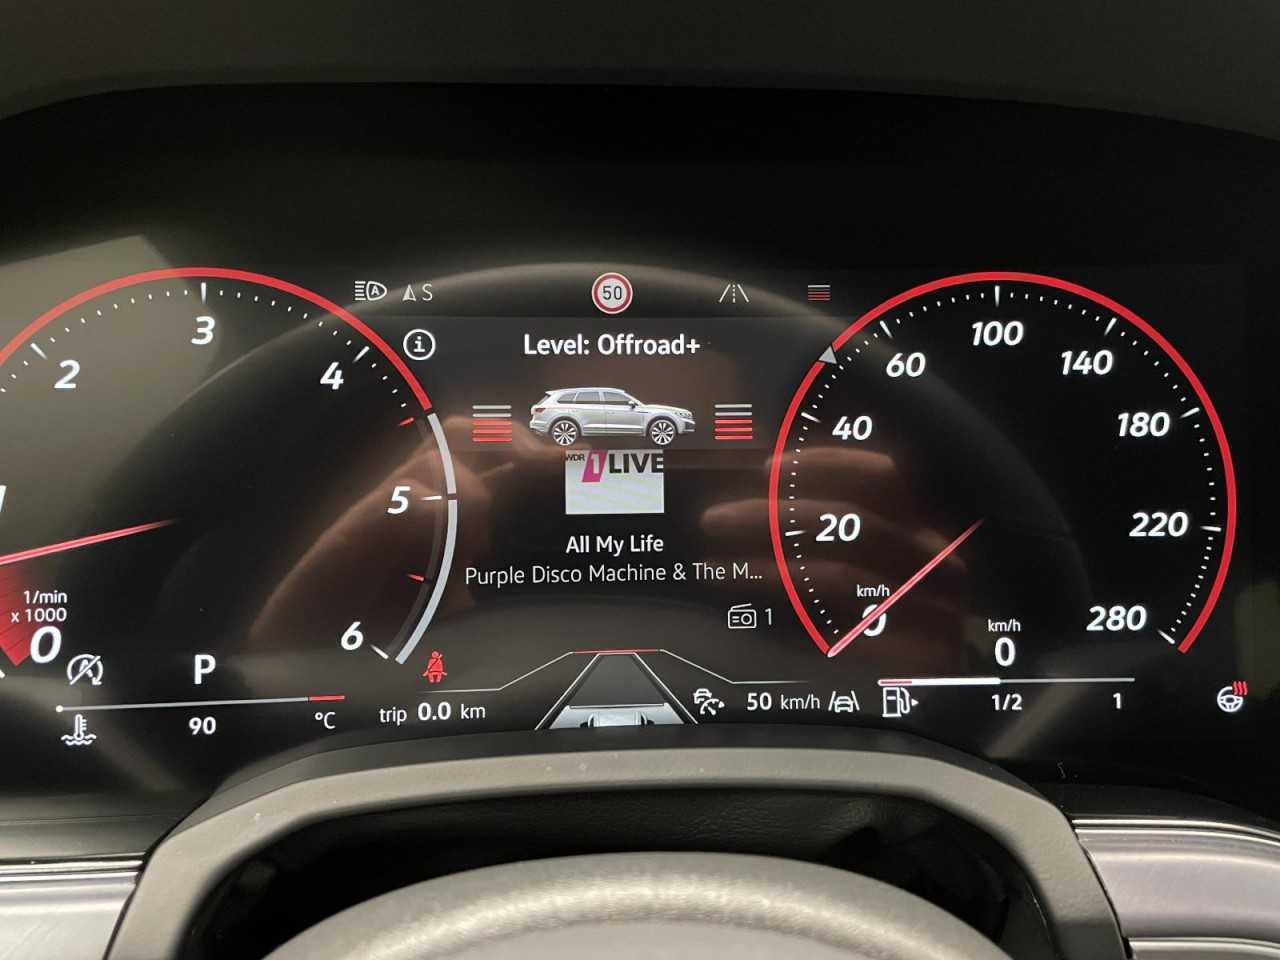 A S
50
Level: Offroad+
WDR 1LIVE
All My Life
Purple Disco Machine & The M...
1
0
1
2
3
4
5
6
1/min
x 1000
P
90
°C
trip 0.0 km
50 km/h
0
20
40
60
100
140
180
220
280
km/h
km/h
0
1/2
1